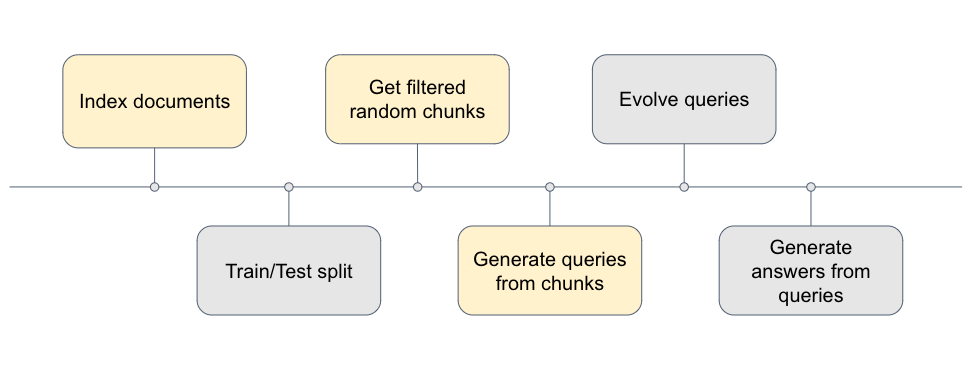 Index documents
Train/Test split
Get filtered
random chunks
Generate queries
from chunks
Evolve queries
Generate
answers from
queries